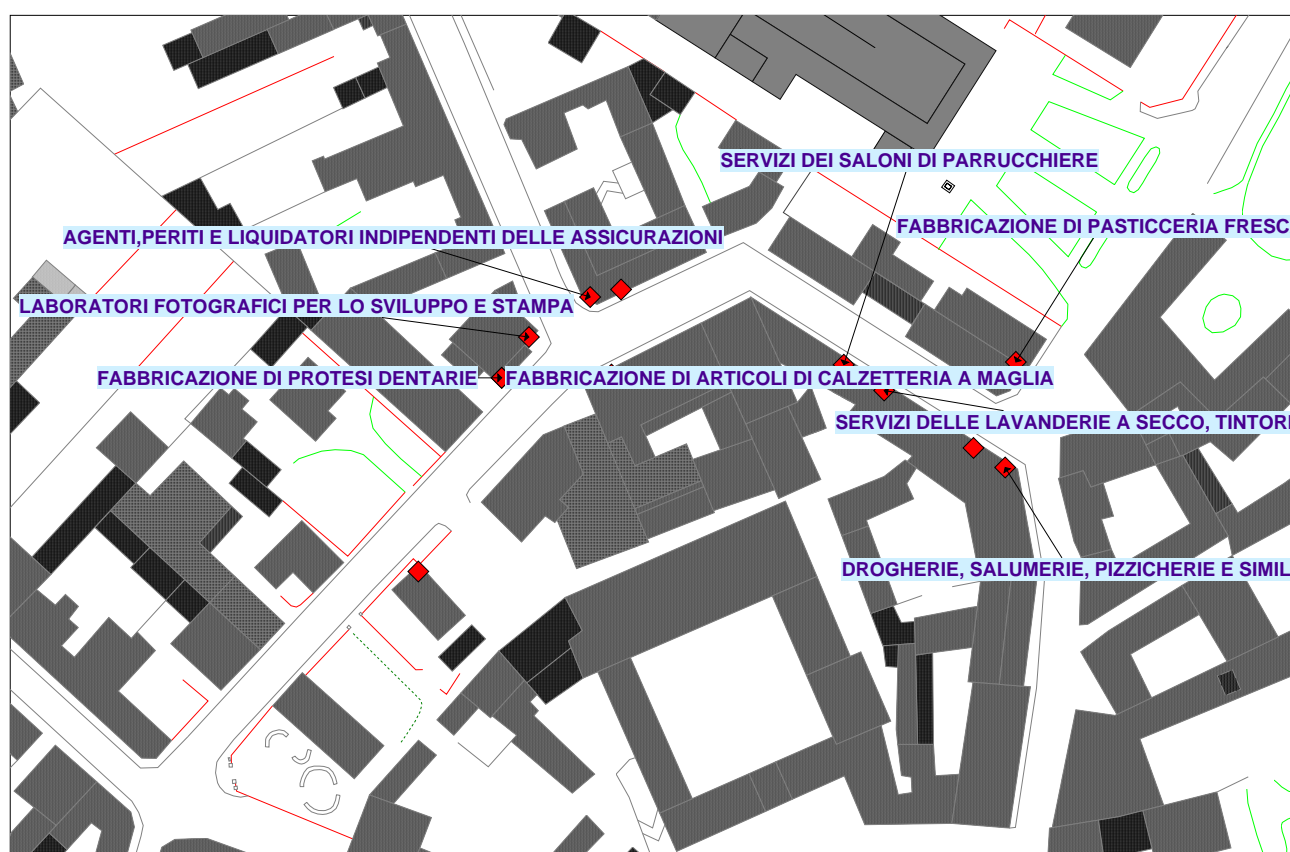 SERVIZI DEI SALONI DI PARRUCCHIERE
FABBRICAZIONE DI PASTICCERIA FRESC
AGENTI,PERITI E LIQUIDATORI INDIPENDENTI DELLE ASSICURAZIONI
LABORATORI FOTOGRAFICI PER LO SVILUPPO E STAMPA
FABBRICAZIONE DI PROTESI DENTARIE
FABBRICAZIONE DI ARTICOLI DI CALZETTERIA A MAGLIA
SERVIZI DELLE LAVANDERIE A SECCO, TINTORI
DROGHERIE, SALUMERIE, PIZZICHERIE E SIMIL